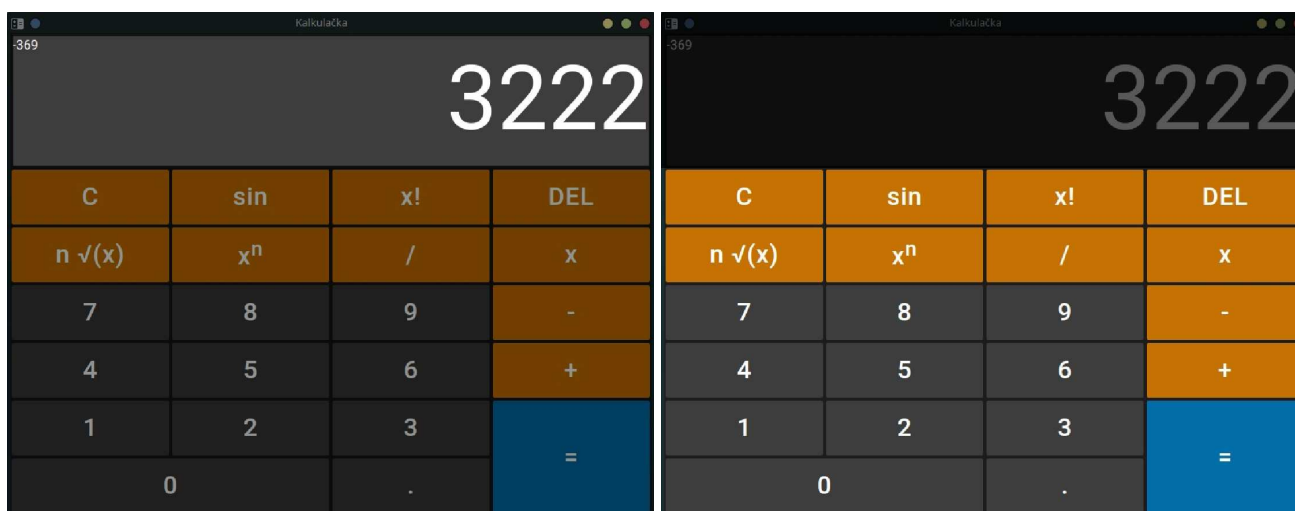 Kalkulačka
-369
3222
C sin x! DEL
n √(x) xⁿ / x
7 8 9 -
4 5 6 +
1 2 3
=
0 .
Kalkulačka
-369
3222
C sin x! DEL
n √(x) xⁿ / x
7 8 9 -
4 5 6 +
1 2 3
=
0 .